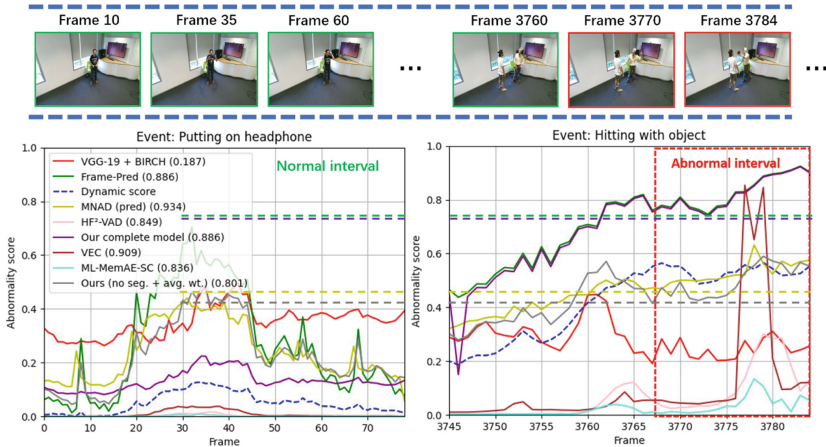 Frame 10 Frame 35 Frame 60 Frame 3760 Frame 3770 Frame 3784
... ...
Event: Putting on headphone
Normal interval
VGG-19 + BIRCH (0.187)
Frame-Pred (0.886)
Dynamic score
MNAD (pred) (0.934)
HF²-VAD (0.849)
Our complete model (0.886)
VEC (0.909)
ML-MemAE-SC (0.836)
Ours (no seg. + avg. wt.) (0.801)
Abnormality score
1.0
0.8
0.6
0.4
0.2
0.0
0 10 20 30 40 50 60 70
Frame
Event: Hitting with object
Abnormal interval
Abnormality score
1.0
0.8
0.6
0.4
0.2
0.0
3745 3750 3755 3760 3765 3770 3775 3780
Frame